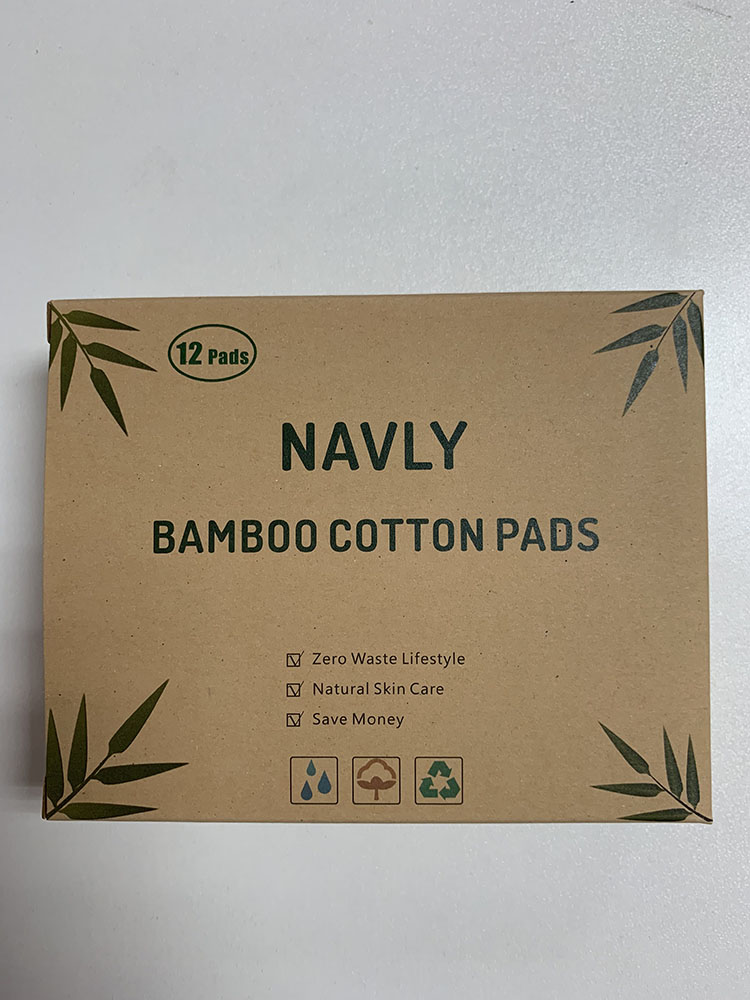 12 Pads
NAVLY
BAMBOO COTTON PADS
Zero Waste Lifestyle
Natural Skin Care
Save Money